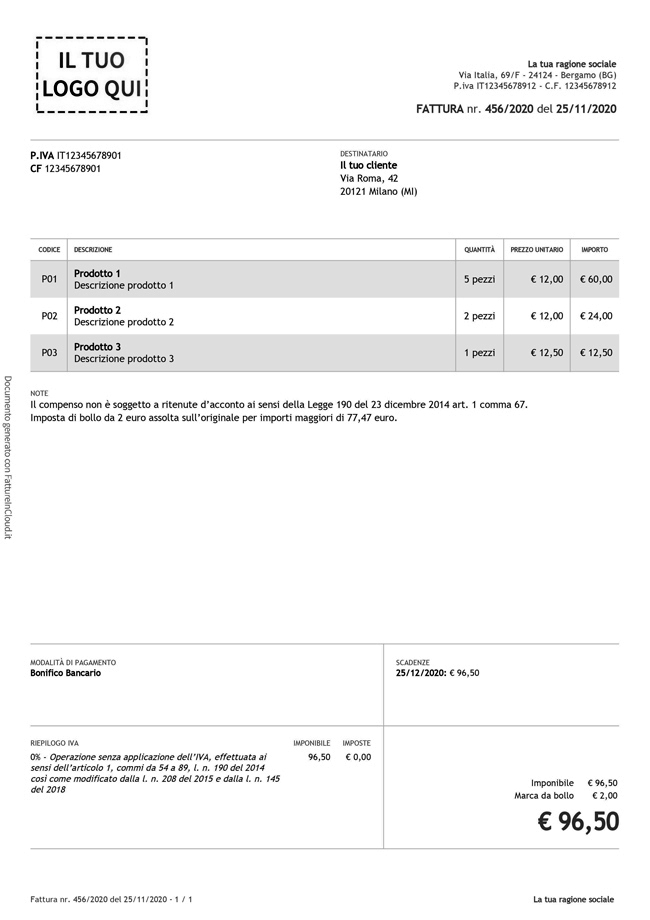 IL TUO
LOGO QUI
La tua ragione sociale
Via Italia, 69/F - 24124 - Bergamo (BG)
P.iva IT12345678912 - C.F. 12345678912
FATTURA nr. 456/2020 del 25/11/2020
P.IVA IT12345678901
CF 12345678901
DESTINATARIO
Il tuo cliente
Via Roma, 42
20121 Milano (MI)
CODICE DESCRIZIONE QUANTITÀ PREZZO UNITARIO IMPORTO
P01 Prodotto 1 5 pezzi € 12,00 € 60,00
Descrizione prodotto 1
P02 Prodotto 2 2 pezzi € 12,00 € 24,00
Descrizione prodotto 2
P03 Prodotto 3 1 pezzi € 12,50 € 12,50
Descrizione prodotto 3
NOTE
Il compenso non è soggetto a ritenute d'acconto ai sensi della Legge 190 del 23 dicembre 2014 art. 1 comma 67.
Imposta di bollo da 2 euro assolta sull'originale per importi maggiori di 77,47 euro.
Documento generato con FattureInCloud.it
MODALITÀ DI PAGAMENTO
Bonifico Bancario
SCADENZE
25/12/2020: € 96,50
RIEPILOGO IVA IMPONIBILE IMPOSTE
0% - Operazione senza applicazione dell'IVA, effettuata ai 96,50 € 0,00
sensi dell'articolo 1, commi da 54 a 89, l. n. 190 del 2014
così come modificato dalla l. n. 208 del 2015 e dalla l. n. 145
del 2018
Imponibile € 96,50
Marca da bollo € 2,00
€ 96,50
Fattura nr. 456/2020 del 25/11/2020 - 1 / 1
La tua ragione sociale